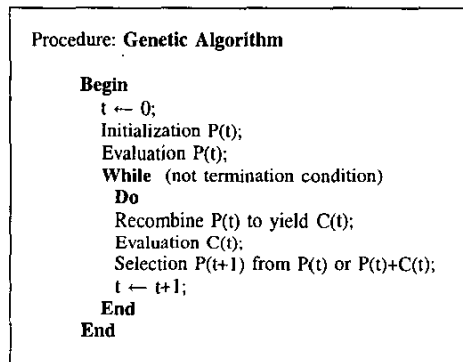 Procedure: Genetic Algorithm
Begin
t ← 0;
Initialization P(t);
Evaluation P(t);
While (not termination condition)
Do
Recombine P(t) to yield C(t);
Evaluation C(t);
Selection P(t+1) from P(t) or P(t)+C(t);
t ← t+1;
End
End